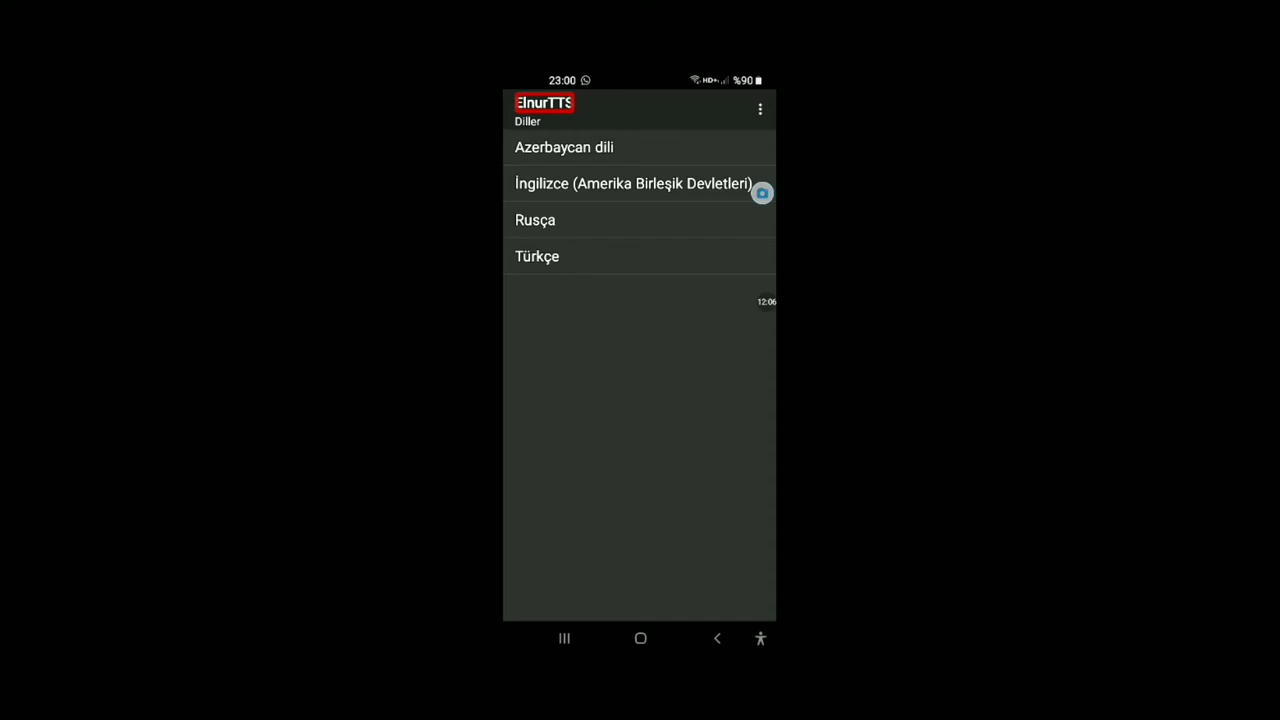 23:00 HD+ %90
ElnurTTS
Diller
Azerbaycan dili
İngilizce (Amerika Birleşik Devletleri)
Rusça
Türkçe
12:06